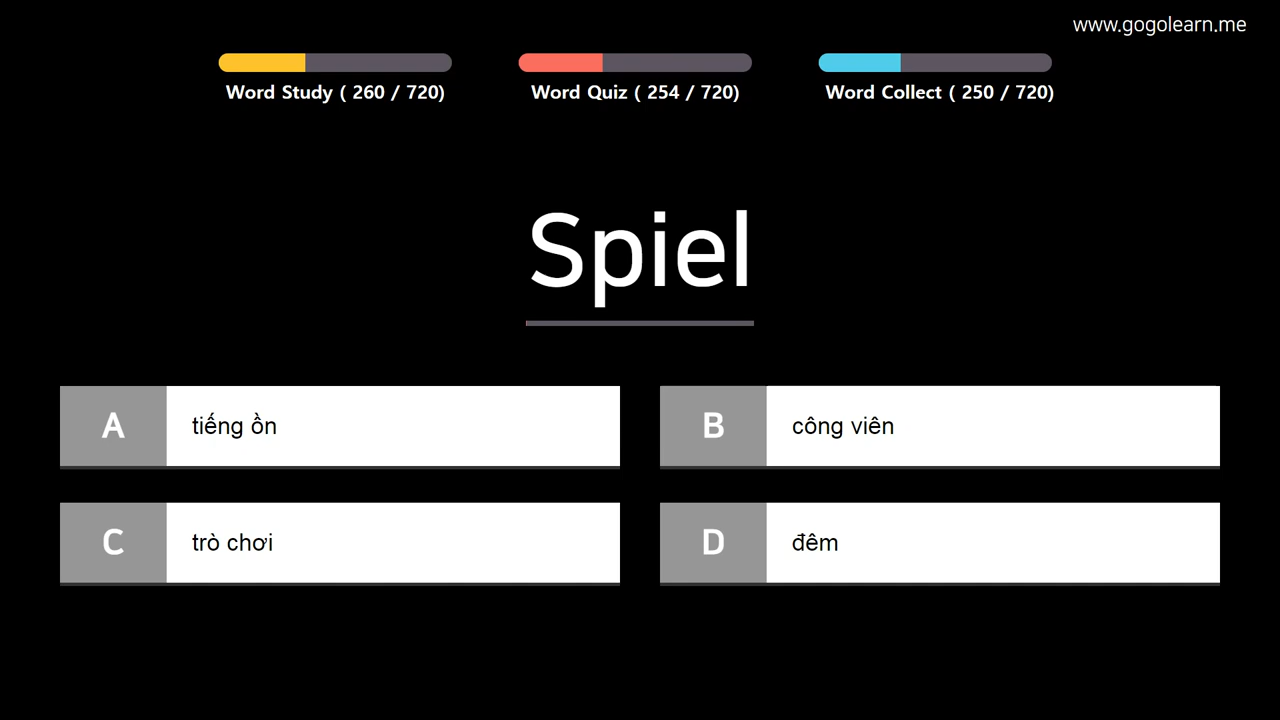 www.gogolearn.me
Word Study ( 260 / 720)
Word Quiz ( 254 / 720)
Word Collect ( 250 / 720)
Spiel
A
tiếng ồn
B
công viên
C
trò chơi
D
đêm